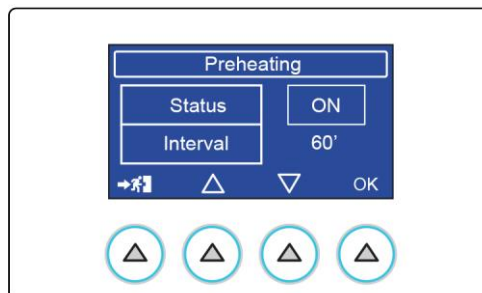 Preheating
Status ON
Interval 60’
OK